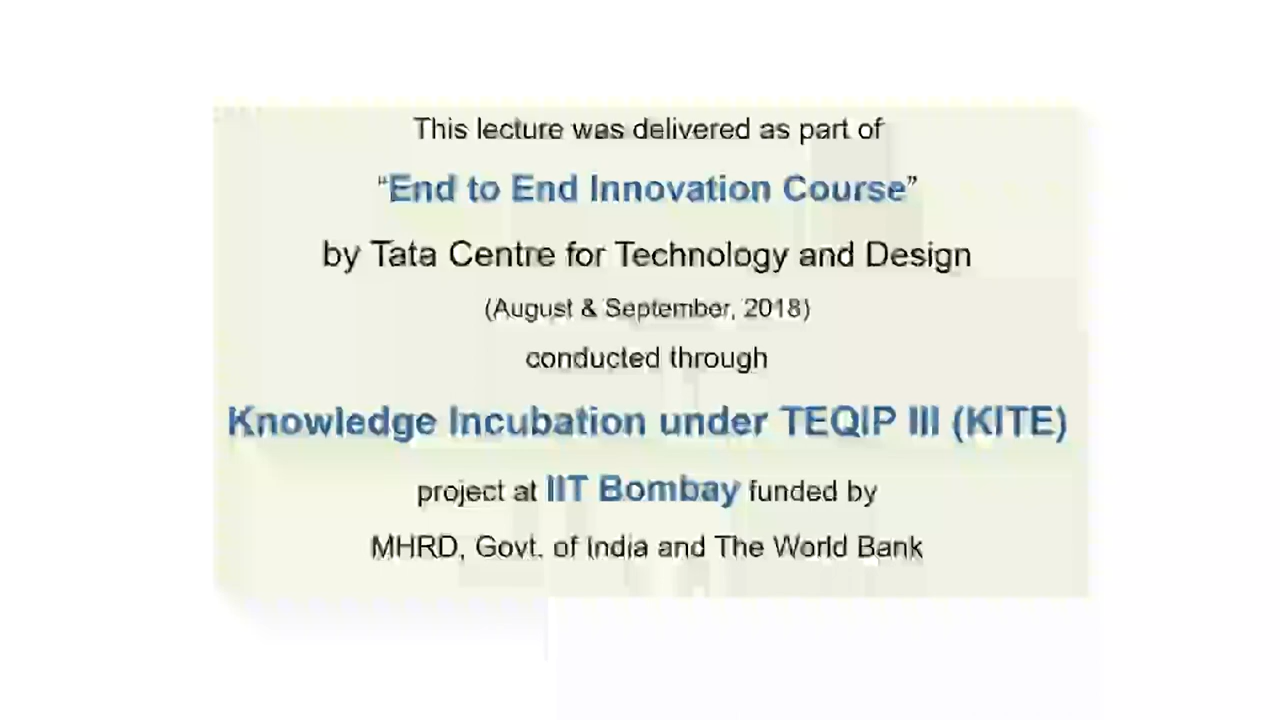 This lecture was delivered as part of
“End to End Innovation Course”
by Tata Centre for Technology and Design
(August & September, 2018)
conducted through
Knowledge Incubation under TEQIP III (KITE)
project at IIT Bombay funded by
MHRD, Govt. of India and The World Bank